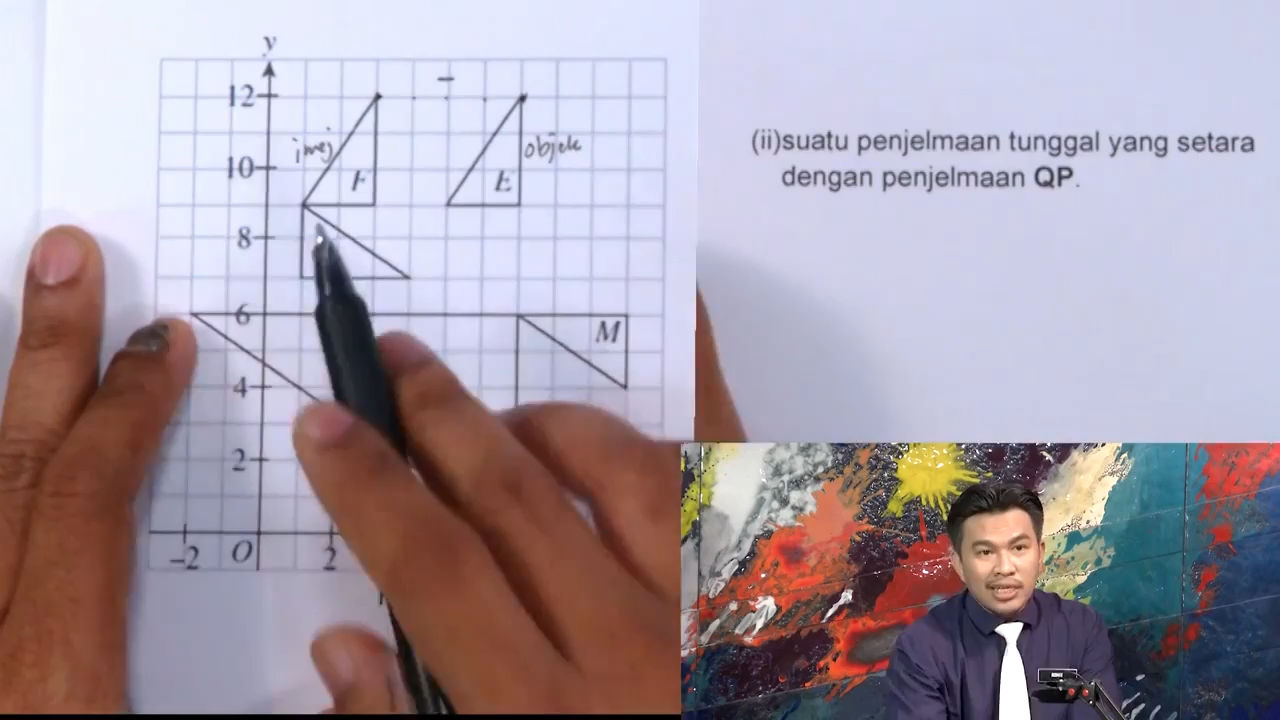 y
12
imej
objek
10
F
E
8
6
M
4
2
-2
O
2
(ii)suatu penjelmaan tunggal yang setara
dengan penjelmaan QP.